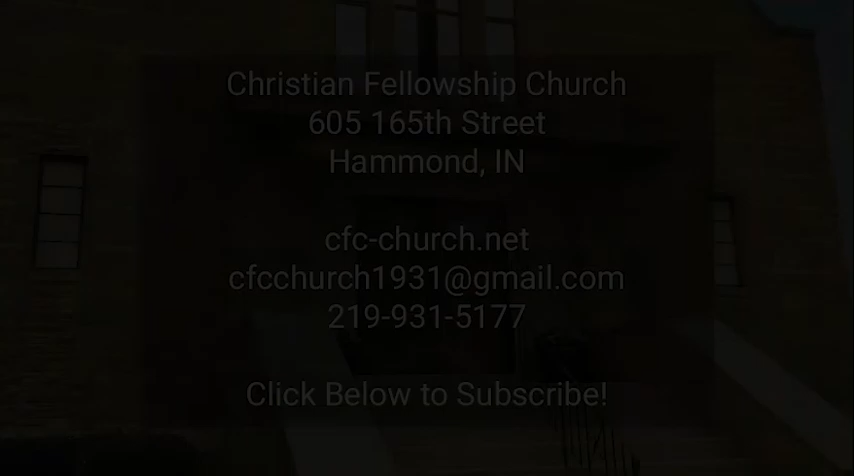 Christian Fellowship Church
605 165th Street
Hammond, IN
cfc-church.net
cfcchurch1931@gmail.com
219-931-5177
Click Below to Subscribe!